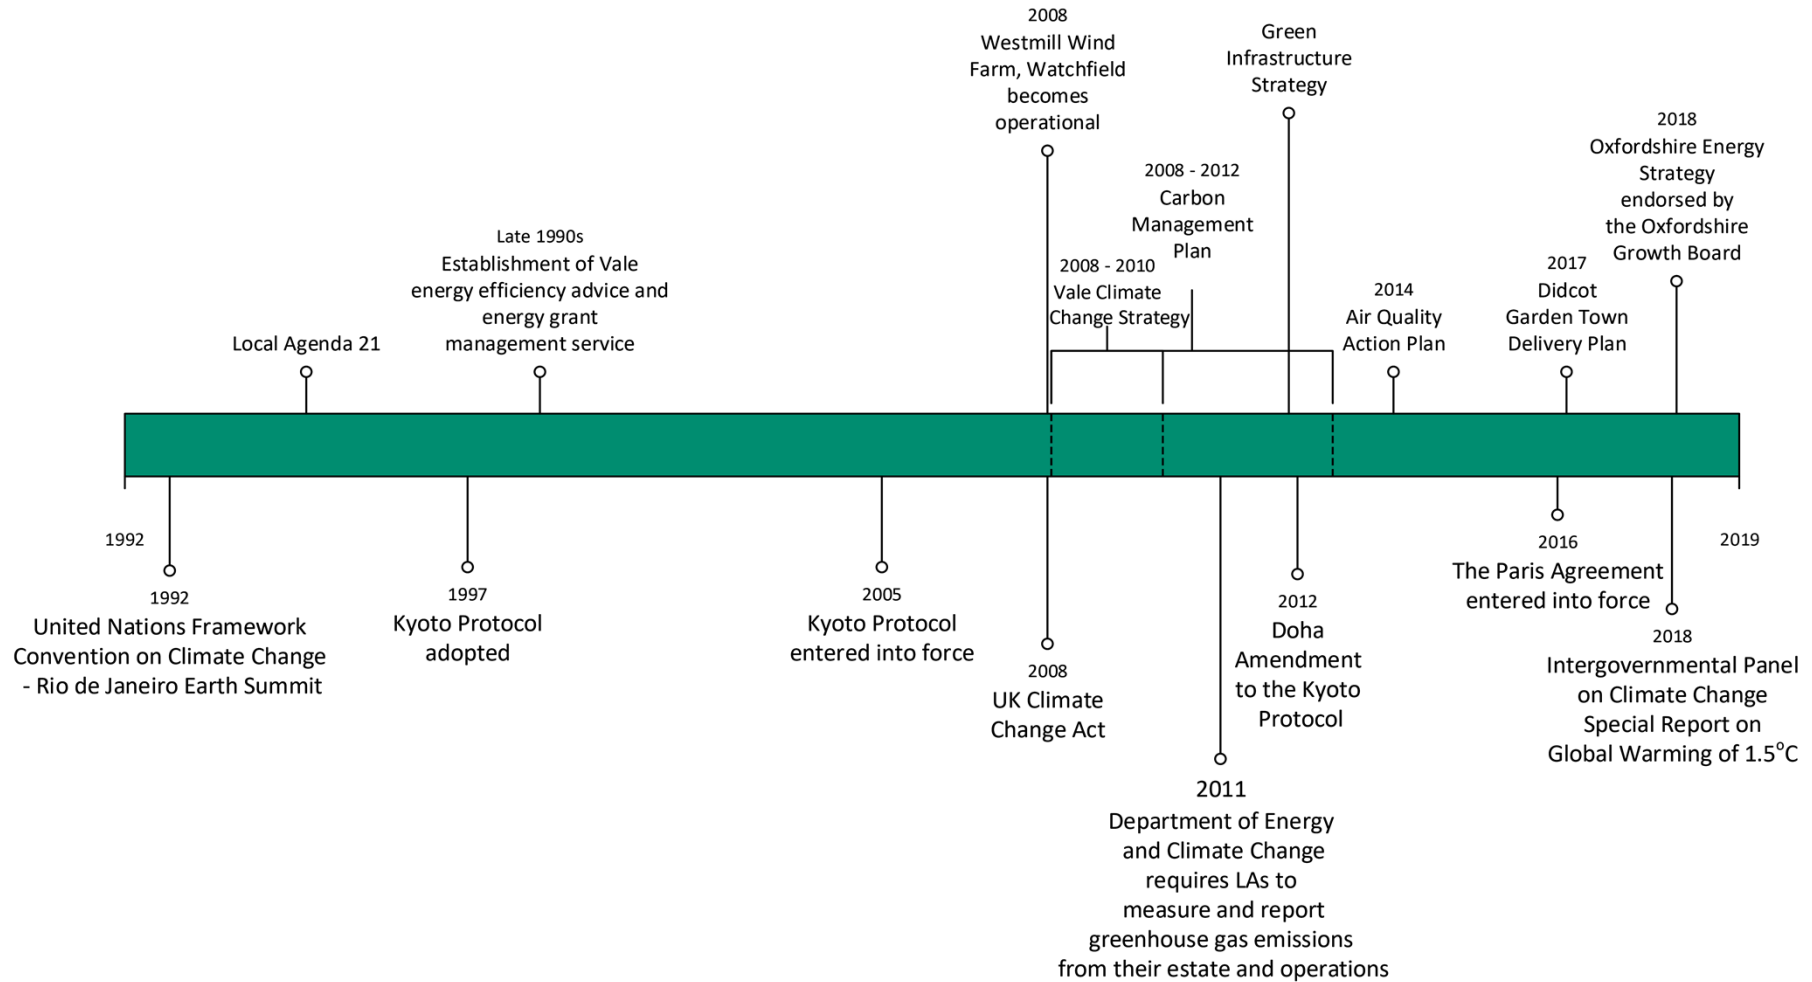 2008
Westmill Wind
Farm, Watchfield
becomes
operational
Green
Infrastructure
Strategy
2008 - 2012
Carbon
Management
Plan
2018
Oxfordshire Energy
Strategy
endorsed by
the Oxfordshire
Growth Board
Late 1990s
Establishment of Vale
energy efficiency advice and
energy grant
management service
2008 - 2010
Vale Climate
Change Strategy
2017
Didcot
Garden Town
Delivery Plan
2014
Air Quality
Action Plan
Local Agenda 21
1992
2019
1992
United Nations Framework
Convention on Climate Change
- Rio de Janeiro Earth Summit
1997
Kyoto Protocol
adopted
2005
Kyoto Protocol
entered into force
2008
UK Climate
Change Act
2011
Department of Energy
and Climate Change
requires LAs to
measure and report
greenhouse gas emissions
from their estate and operations
2012
Doha
Amendment
to the Kyoto
Protocol
2016
The Paris Agreement
entered into force
2018
Intergovernmental Panel
on Climate Change
Special Report on
Global Warming of 1.5°C